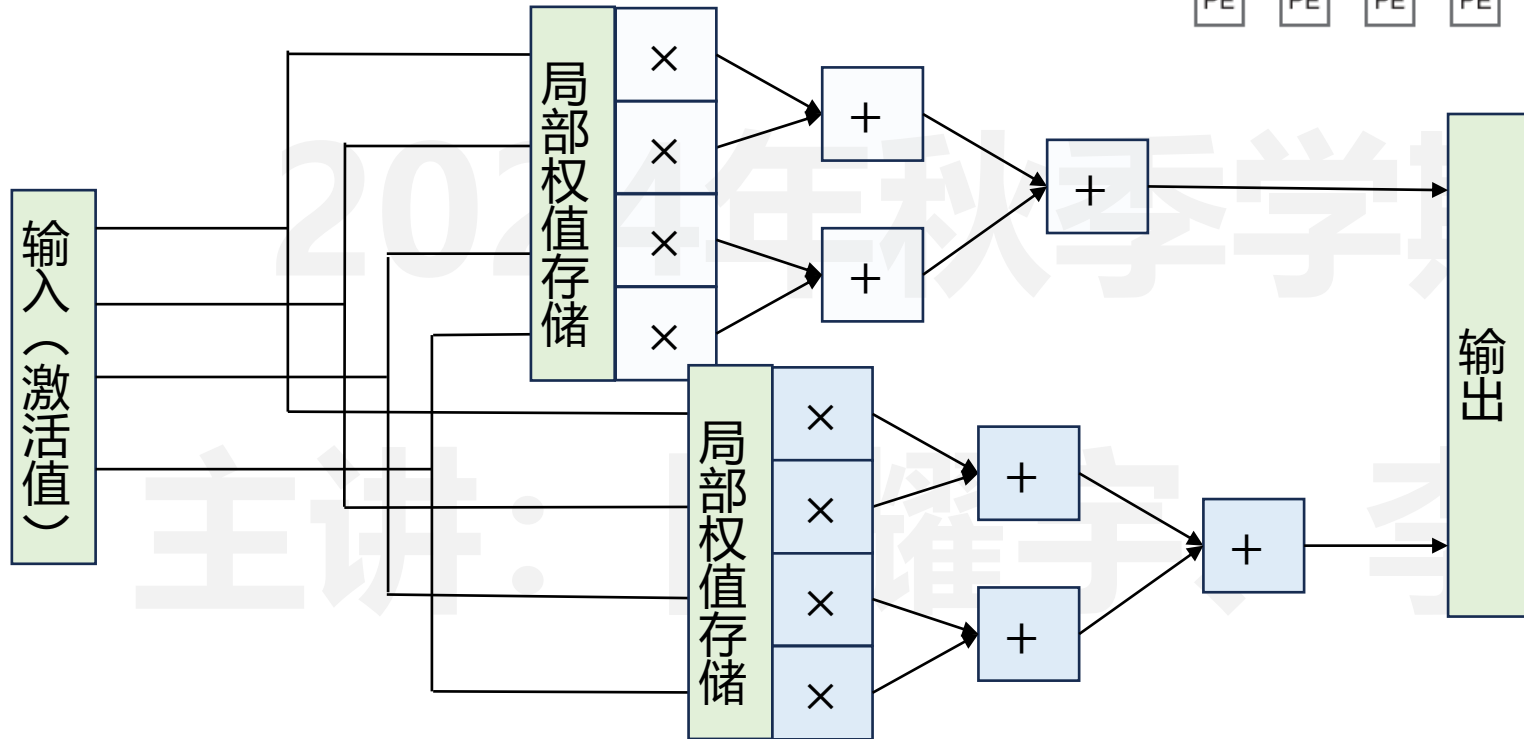 PE PE PE PE
输入（激活值）
局部权值存储
×
×
×
×
+
+
+
局部权值存储
×
×
×
×
+
+
+
输出
2024年秋季学期
主讲：